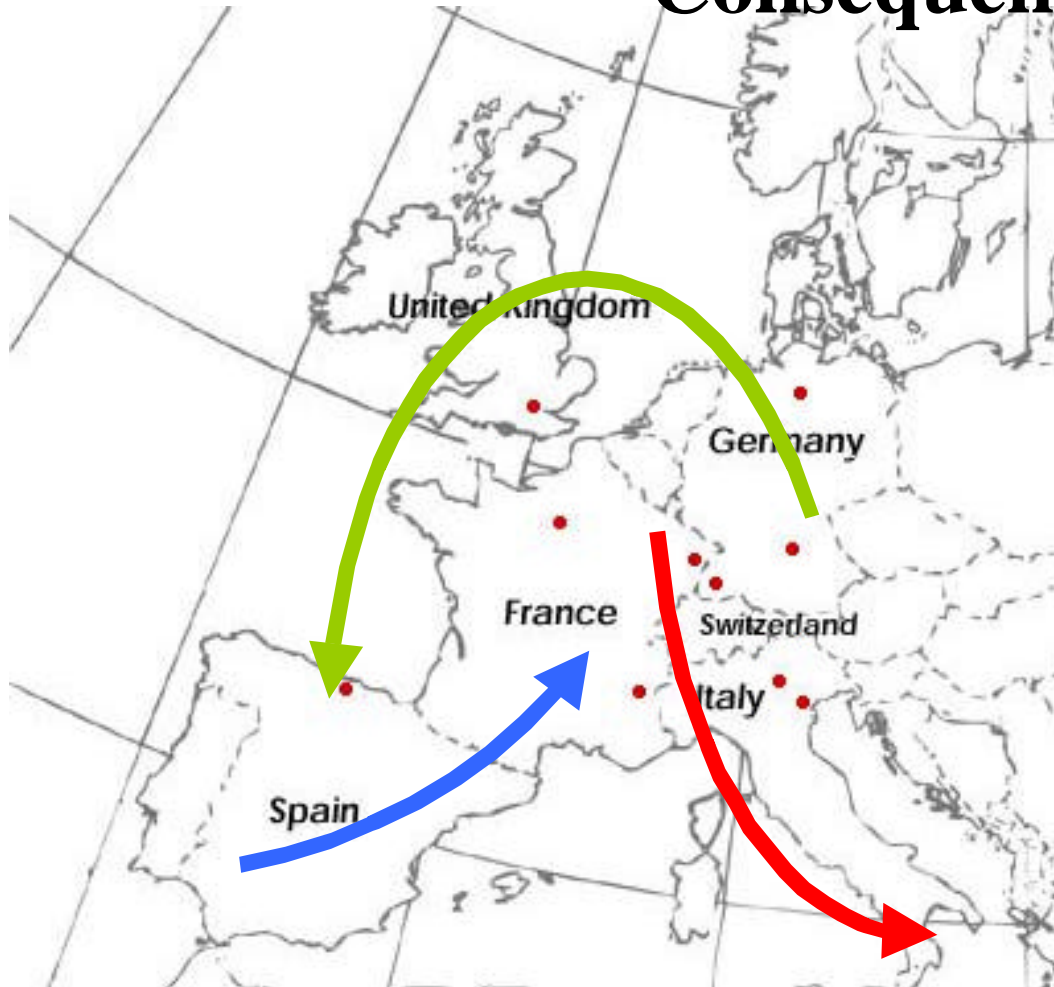 United Kingdom
Germany
France
Switzerland
Italy
Spain